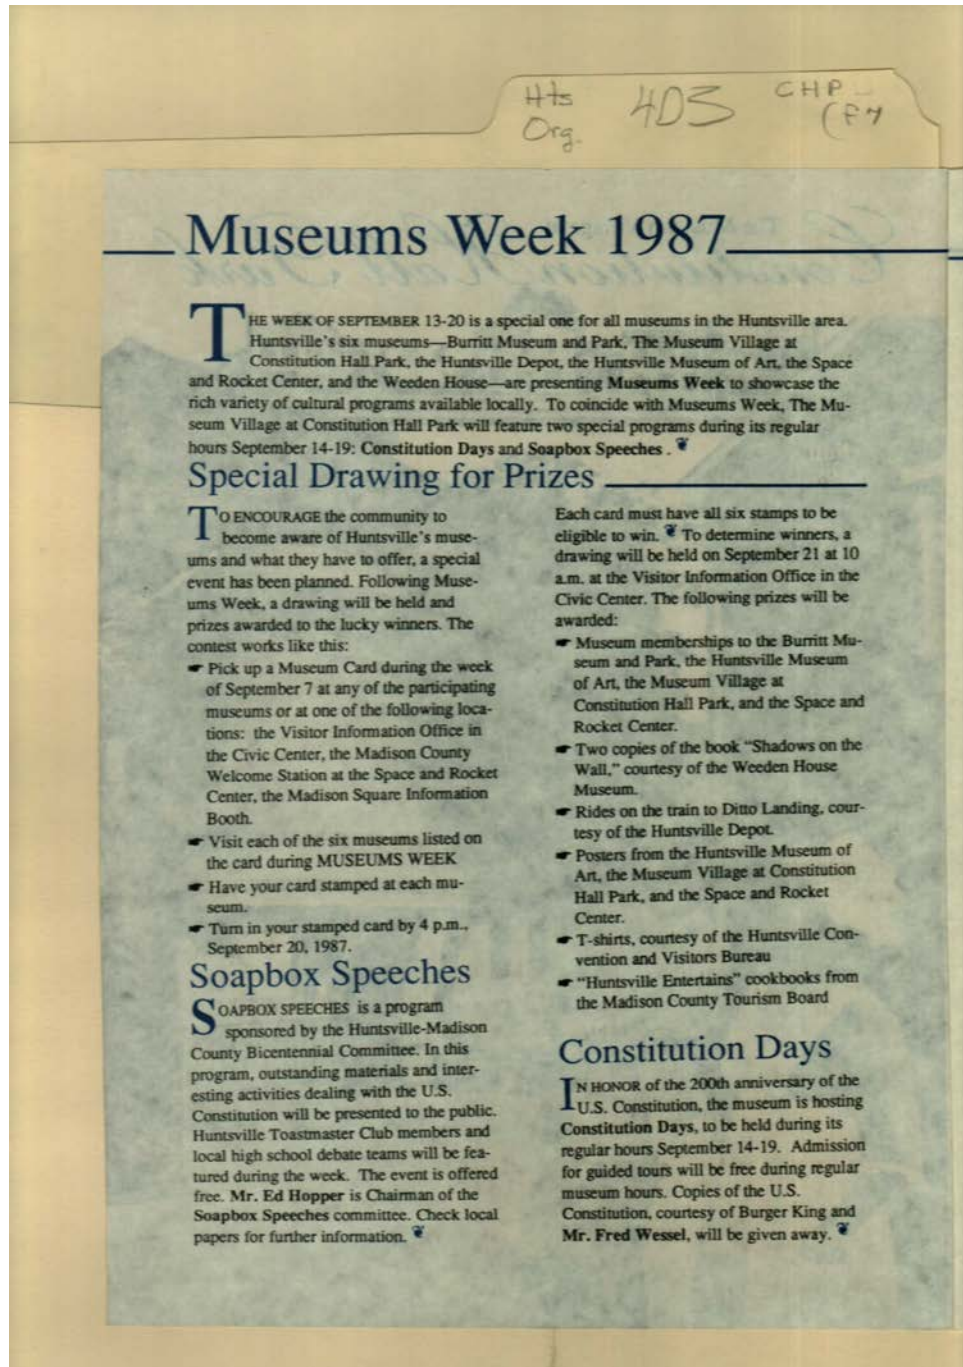 Hts 403 CHP
Org.
Museums Week 1987
THE WEEK OF SEPTEMBER 13-20 is a special one for all museums in the Huntsville area.
Huntsville's six museums—Burritt Museum and Park, The Museum Village at
Constitution Hall Park, the Huntsville Depot, the Huntsville Museum of Art, the Space
and Rocket Center, and the Weeden House—are presenting Museums Week to showcase the
rich variety of cultural programs available locally. To coincide with Museums Week, The Mu-
seum Village at Constitution Hall Park will feature two special programs during its regular
hours September 14-19: Constitution Days and Soapbox Speeches .
Special Drawing for Prizes
TO ENCOURAGE the community to
become aware of Huntsville's muse-
ums and what they have to offer, a special
event has been planned. Following Muse-
ums Week, a drawing will be held and
prizes awarded to the lucky winners. The
contest works like this:
☛ Pick up a Museum Card during the week
of September 7 at any of the participating
museums or at one of the following loca-
tions: the Visitor Information Office in
the Civic Center, the Madison County
Welcome Station at the Space and Rocket
Center, the Madison Square Information
Booth.
☛ Visit each of the six museums listed on
the card during MUSEUMS WEEK
☛ Have your card stamped at each mu-
seum.
☛ Turn in your stamped card by 4 p.m.,
September 20, 1987.
Soapbox Speeches
SOAPBOX SPEECHES is a program
sponsored by the Huntsville-Madison
County Bicentennial Committee. In this
program, outstanding materials and inter-
esting activities dealing with the U.S.
Constitution will be presented to the public.
Huntsville Toastmaster Club members and
local high school debate teams will be fea-
tured during the week. The event is offered
free. Mr. Ed Hopper is Chairman of the
Soapbox Speeches committee. Check local
papers for further information.
Each card must have all six stamps to be
eligible to win. To determine winners, a
drawing will be held on September 21 at 10
a.m. at the Visitor Information Office in the
Civic Center. The following prizes will be
awarded:
☛ Museum memberships to the Burritt Mu-
seum and Park, the Huntsville Museum
of Art, the Museum Village at
Constitution Hall Park, and the Space and
Rocket Center.
☛ Two copies of the book "Shadows on the
Wall," courtesy of the Weeden House
Museum.
☛ Rides on the train to Ditto Landing, cour-
tesy of the Huntsville Depot.
☛ Posters from the Huntsville Museum of
Art, the Museum Village at Constitution
Hall Park, and the Space and Rocket
Center.
☛ T-shirts, courtesy of the Huntsville Con-
vention and Visitors Bureau
☛ "Huntsville Entertains" cookbooks from
the Madison County Tourism Board
Constitution Days
IN HONOR of the 200th anniversary of the
U.S. Constitution, the museum is hosting
Constitution Days, to be held during its
regular hours September 14-19. Admission
for guided tours will be free during regular
museum hours. Copies of the U.S.
Constitution, courtesy of Burger King and
Mr. Fred Wessel, will be given away.